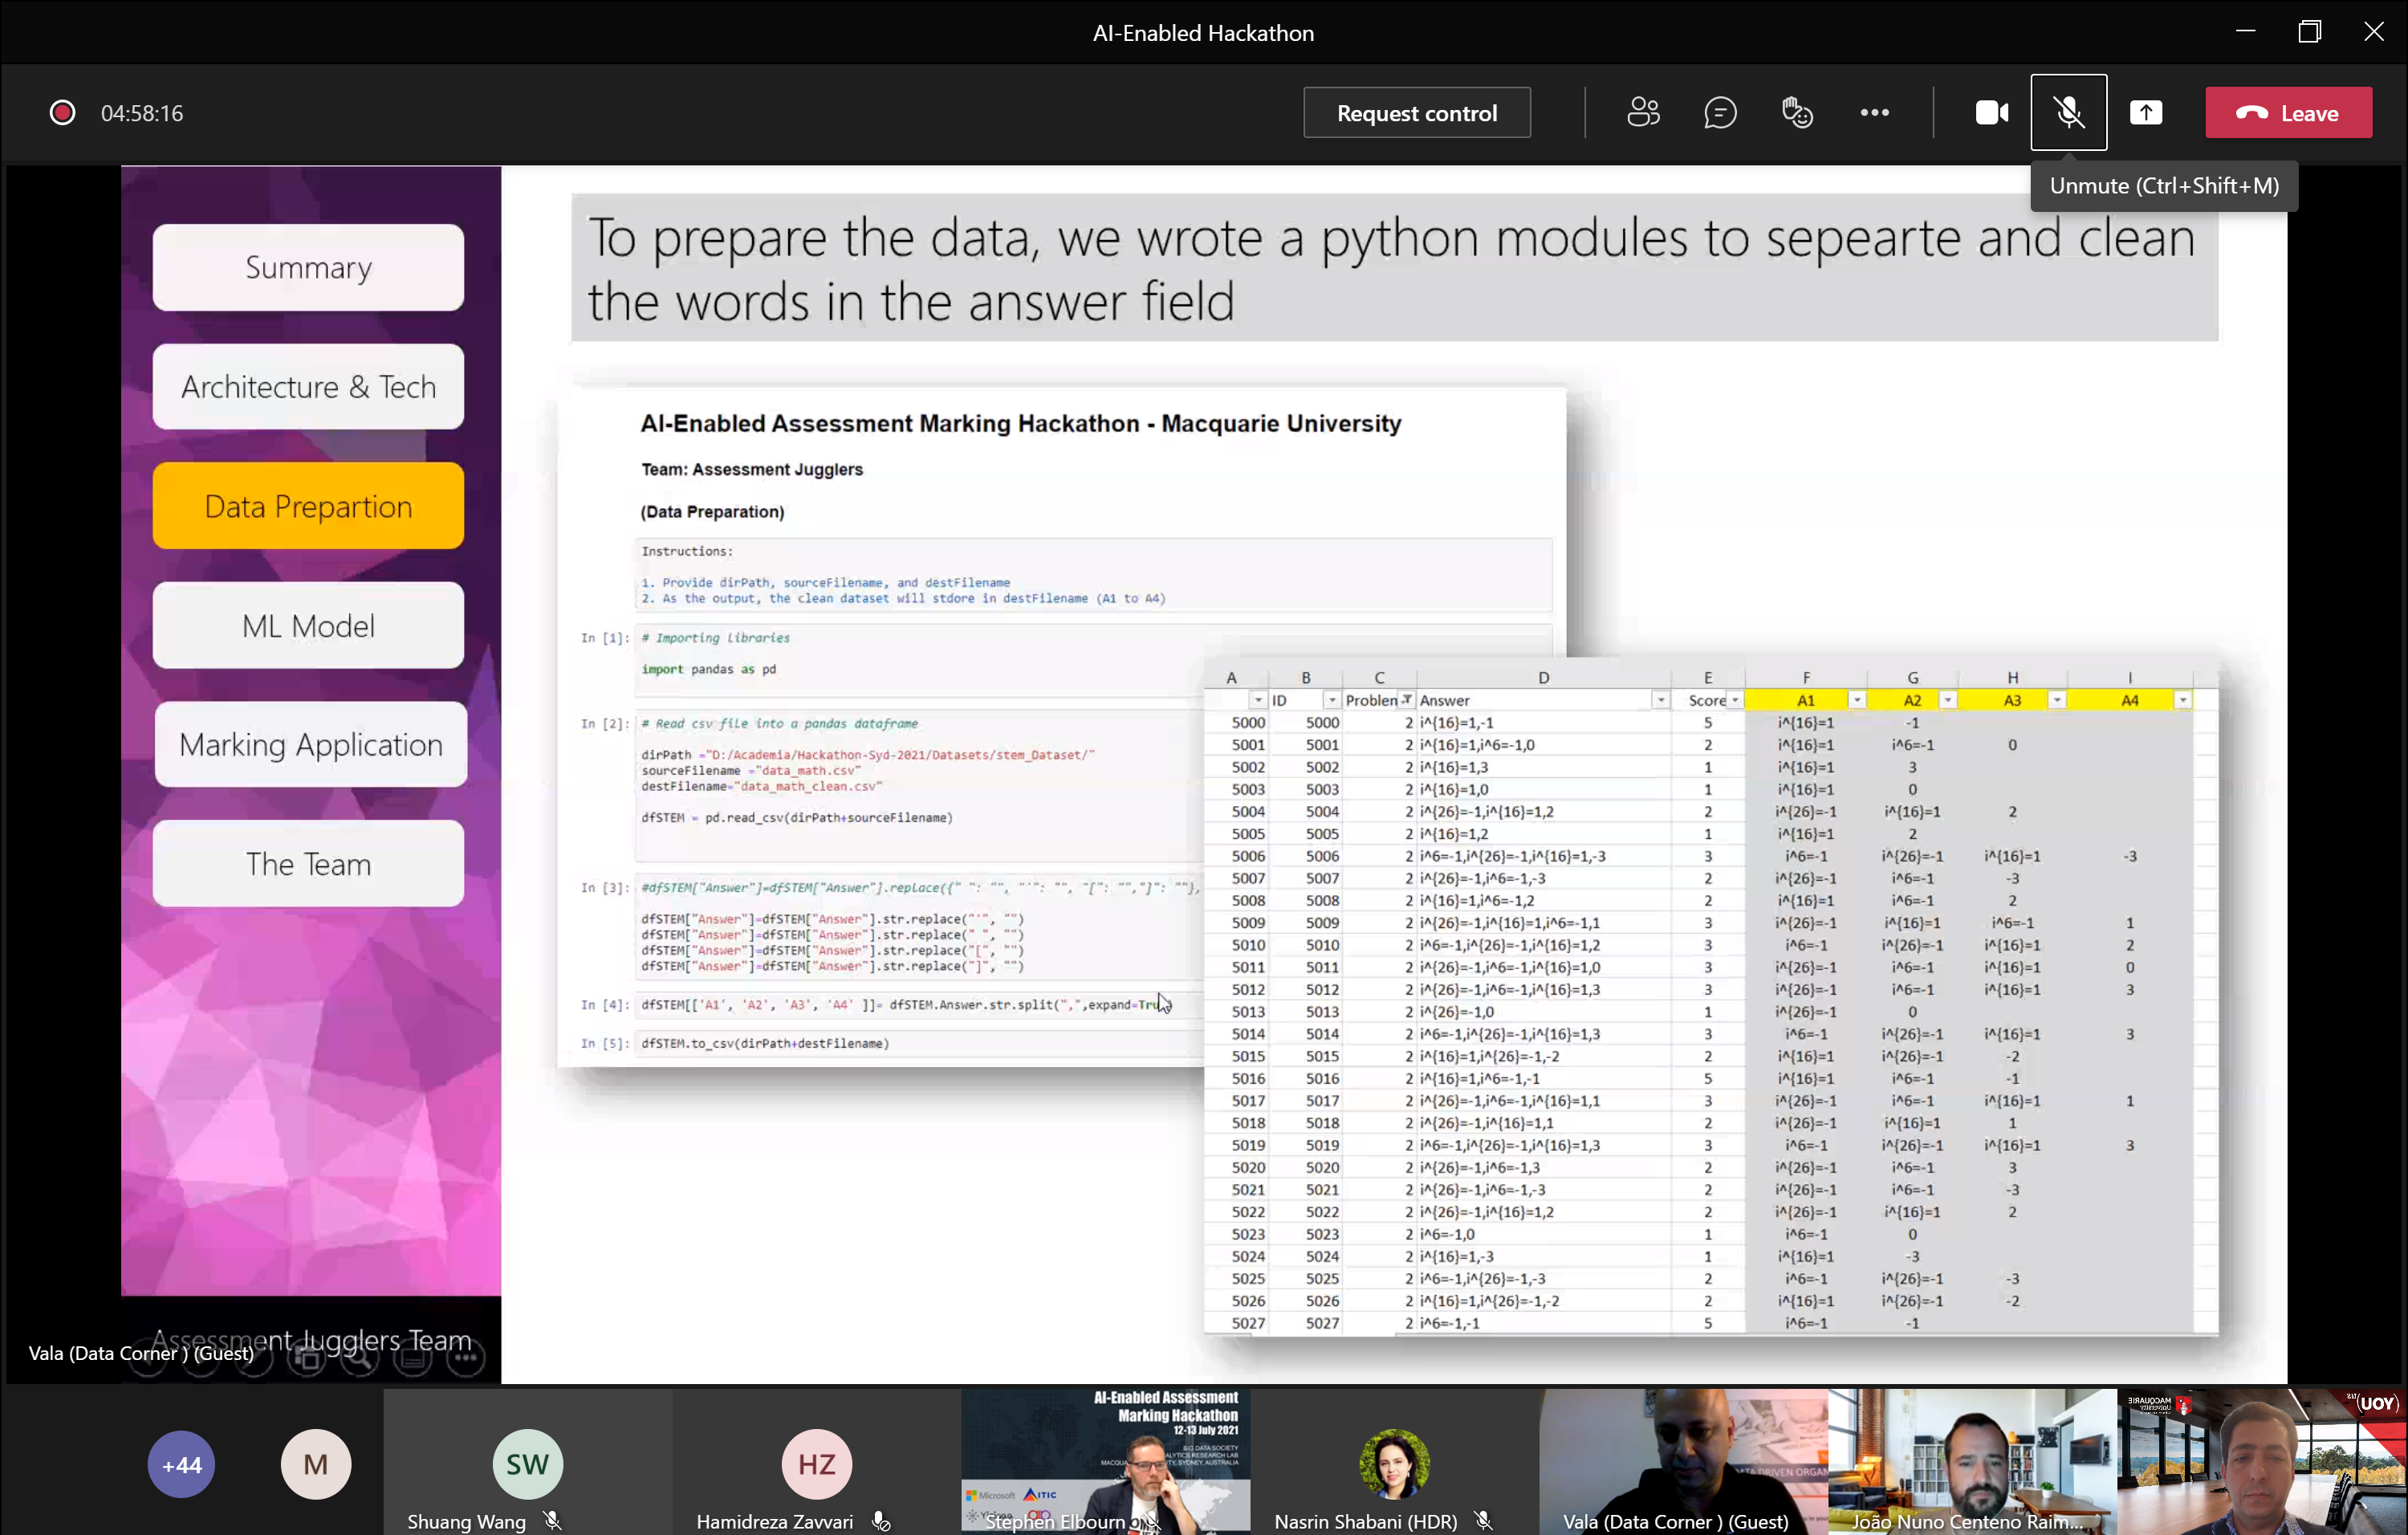 AI-Enabled Hackathon
04:58:16
Request control
Leave
Unmute (Ctrl+Shift+M)
Summary
Architecture & Tech
Data Prepartion
ML Model
Marking Application
The Team
Assessment Jugglers Team
Vala (Data Corner ) (Guest)
To prepare the data, we wrote a python modules to sepearte and clean
the words in the answer field
AI-Enabled Assessment Marking Hackathon - Macquarie University
Team: Assessment Jugglers
(Data Preparation)
Instructions:
1. Provide dirPath, sourceFilename, and destFilename
2. As the output, the clean dataset will stdore in destFilename (A1 to A4)
In [1]: # Importing libraries
import pandas as pd
In [2]: # Read csv file into a pandas dataframe
dirPath ="D:/Academia/Hackathon-Syd-2021/Datasets/stem_Dataset/"
sourceFilename ="data_math.csv"
destFilename="data_math_clean.csv"
dfSTEM = pd.read_csv(dirPath+sourceFilename)
In [3]: #dfSTEM["Answer"]=dfSTEM["Answer"].replace({" ": "", "'": "", "[": "","]": ""},
dfSTEM["Answer"]=dfSTEM["Answer"].str.replace("'", "")
dfSTEM["Answer"]=dfSTEM["Answer"].str.replace(" ", "")
dfSTEM["Answer"]=dfSTEM["Answer"].str.replace("[", "")
dfSTEM["Answer"]=dfSTEM["Answer"].str.replace("]", "")
In [4]: dfSTEM[['A1', 'A2', 'A3', 'A4' ]]= dfSTEM.Answer.str.split(",",expand=True)
In [5]: dfSTEM.to_csv(dirPath+destFilename)
A B C D E F G H I
ID Problen Answer Score A1 A2 A3 A4
5000 5000 2 i^{16}=1,-1 5 i^{16}=1 -1
5001 5001 2 i^{16}=1,i^6=-1,0 2 i^{16}=1 i^6=-1 0
5002 5002 2 i^{16}=1,3 1 i^{16}=1 3
5003 5003 2 i^{16}=1,0 1 i^{16}=1 0
5004 5004 2 i^{26}=-1,i^{16}=1,2 2 i^{26}=-1 i^{16}=1 2
5005 5005 2 i^{16}=1,2 1 i^{16}=1 2
5006 5006 2 i^6=-1,i^{26}=-1,i^{16}=1,-3 3 i^6=-1 i^{26}=-1 i^{16}=1 -3
5007 5007 2 i^{26}=-1,i^6=-1,-3 2 i^{26}=-1 i^6=-1 -3
5008 5008 2 i^{16}=1,i^6=-1,2 2 i^{16}=1 i^6=-1 2
5009 5009 2 i^{26}=-1,i^{16}=1,i^6=-1,1 3 i^{26}=-1 i^{16}=1 i^6=-1 1
5010 5010 2 i^6=-1,i^{26}=-1,i^{16}=1,2 3 i^6=-1 i^{26}=-1 i^{16}=1 2
5011 5011 2 i^{26}=-1,i^6=-1,i^{16}=1,0 3 i^{26}=-1 i^6=-1 i^{16}=1 0
5012 5012 2 i^{26}=-1,i^6=-1,i^{16}=1,3 3 i^{26}=-1 i^6=-1 i^{16}=1 3
5013 5013 2 i^{26}=-1,0 1 i^{26}=-1 0
5014 5014 2 i^6=-1,i^{26}=-1,i^{16}=1,3 3 i^6=-1 i^{26}=-1 i^{16}=1 3
5015 5015 2 i^{16}=1,i^{26}=-1,-2 2 i^{16}=1 i^{26}=-1 -2
5016 5016 2 i^{16}=1,i^6=-1,-1 5 i^{16}=1 i^6=-1 -1
5017 5017 2 i^{26}=-1,i^6=-1,i^{16}=1,1 3 i^{26}=-1 i^6=-1 i^{16}=1 1
5018 5018 2 i^{26}=-1,i^{16}=1,1 2 i^{26}=-1 i^{16}=1 1
5019 5019 2 i^6=-1,i^{26}=-1,i^{16}=1,3 3 i^6=-1 i^{26}=-1 i^{16}=1 3
5020 5020 2 i^{26}=-1,i^6=-1,3 2 i^{26}=-1 i^6=-1 3
5021 5021 2 i^{26}=-1,i^6=-1,-3 2 i^{26}=-1 i^6=-1 -3
5022 5022 2 i^{26}=-1,i^{16}=1,2 2 i^{26}=-1 i^{16}=1 2
5023 5023 2 i^6=-1,0 1 i^6=-1 0
5024 5024 2 i^{16}=1,-3 1 i^{16}=1 -3
5025 5025 2 i^6=-1,i^{26}=-1,-3 2 i^6=-1 i^{26}=-1 -3
5026 5026 2 i^{16}=1,i^{26}=-1,-2 2 i^{16}=1 i^{26}=-1 -2
5027 5027 2 i^6=-1,-1 5 i^6=-1 -1
+44
M
SW
Shuang Wang
HZ
Hamidreza Zavvari
AI-Enabled Assessment
Marking Hackathon
12-13 July 2021
BIG DATA SOCIETY
SYDNEY, AUSTRALIA
Microsoft AITIC
Stephen Elbourn
Nasrin Shabani (HDR)
DATA DRIVEN ORGAN
Vala (Data Corner ) (Guest)
João Nuno Centeno Raim...
MACQUARIE
University
YOU)